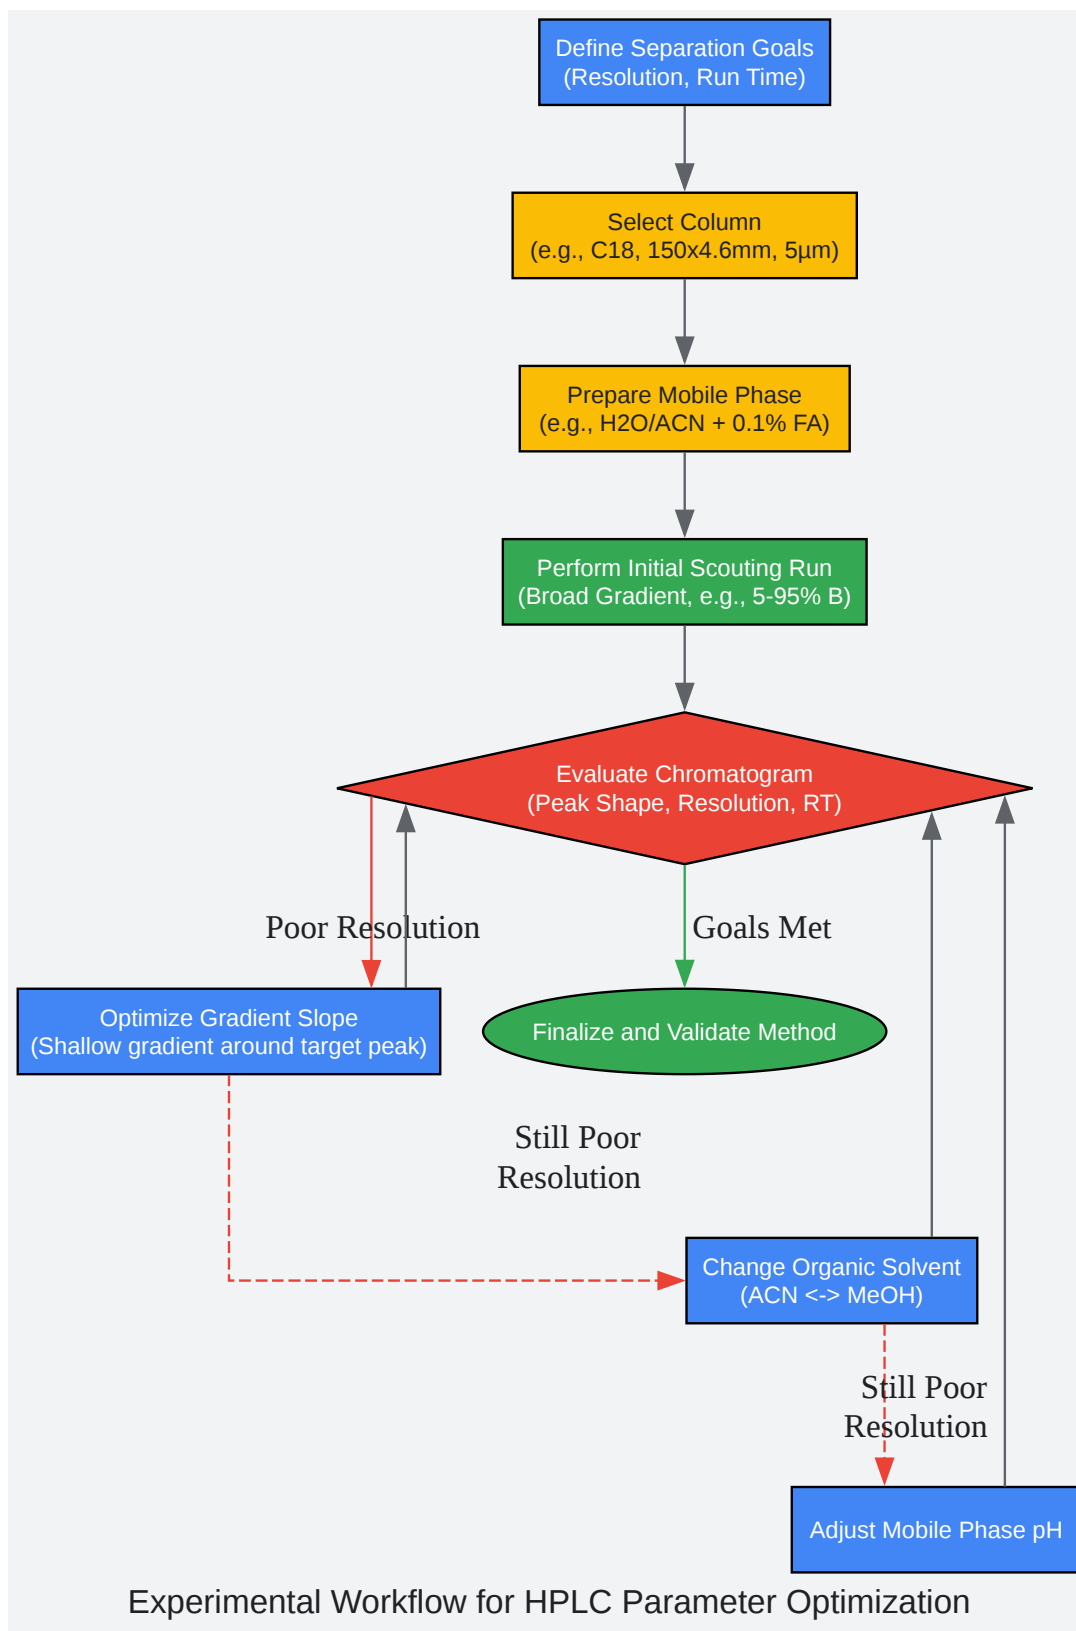 Define Separation Goals
(Resolution, Run Time)
Select Column
(e.g., C18, 150x4.6mm, 5µm)
Prepare Mobile Phase
(e.g., H2O/ACN + 0.1% FA)
Perform Initial Scouting Run
(Broad Gradient, e.g., 5-95% B)
Evaluate Chromatogram
(Peak Shape, Resolution, RT)
Poor Resolution
Goals Met
Optimize Gradient Slope
(Shallow gradient around target peak)
Finalize and Validate Method
Still Poor
Resolution
Change Organic Solvent
(ACN <-> MeOH)
Still Poor
Resolution
Adjust Mobile Phase pH
Experimental Workflow for HPLC Parameter Optimization